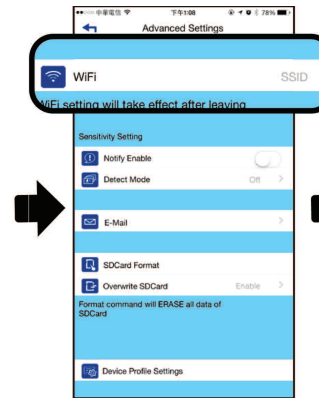 中華電信 下午1:08 78%
Advanced Settings
WiFi SSID
WiFi setting will take effect after leaving
Sensitivity Setting
Notify Enable
Detect Mode Off
E-Mail
SDCard Format
Overwrite SDCard Enable
Format command will ERASE all data of
SDCard
Device Profile Settings